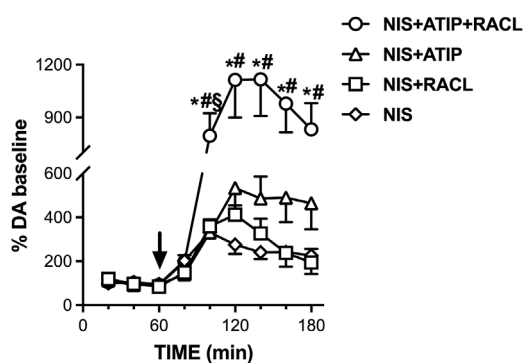 NIS+ATIP+RACL
NIS+ATIP
NIS+RACL
NIS
% DA baseline
1200
900
600
400
200
0
*#§
*#
*#
*#
*#
0
60
120
180
TIME (min)